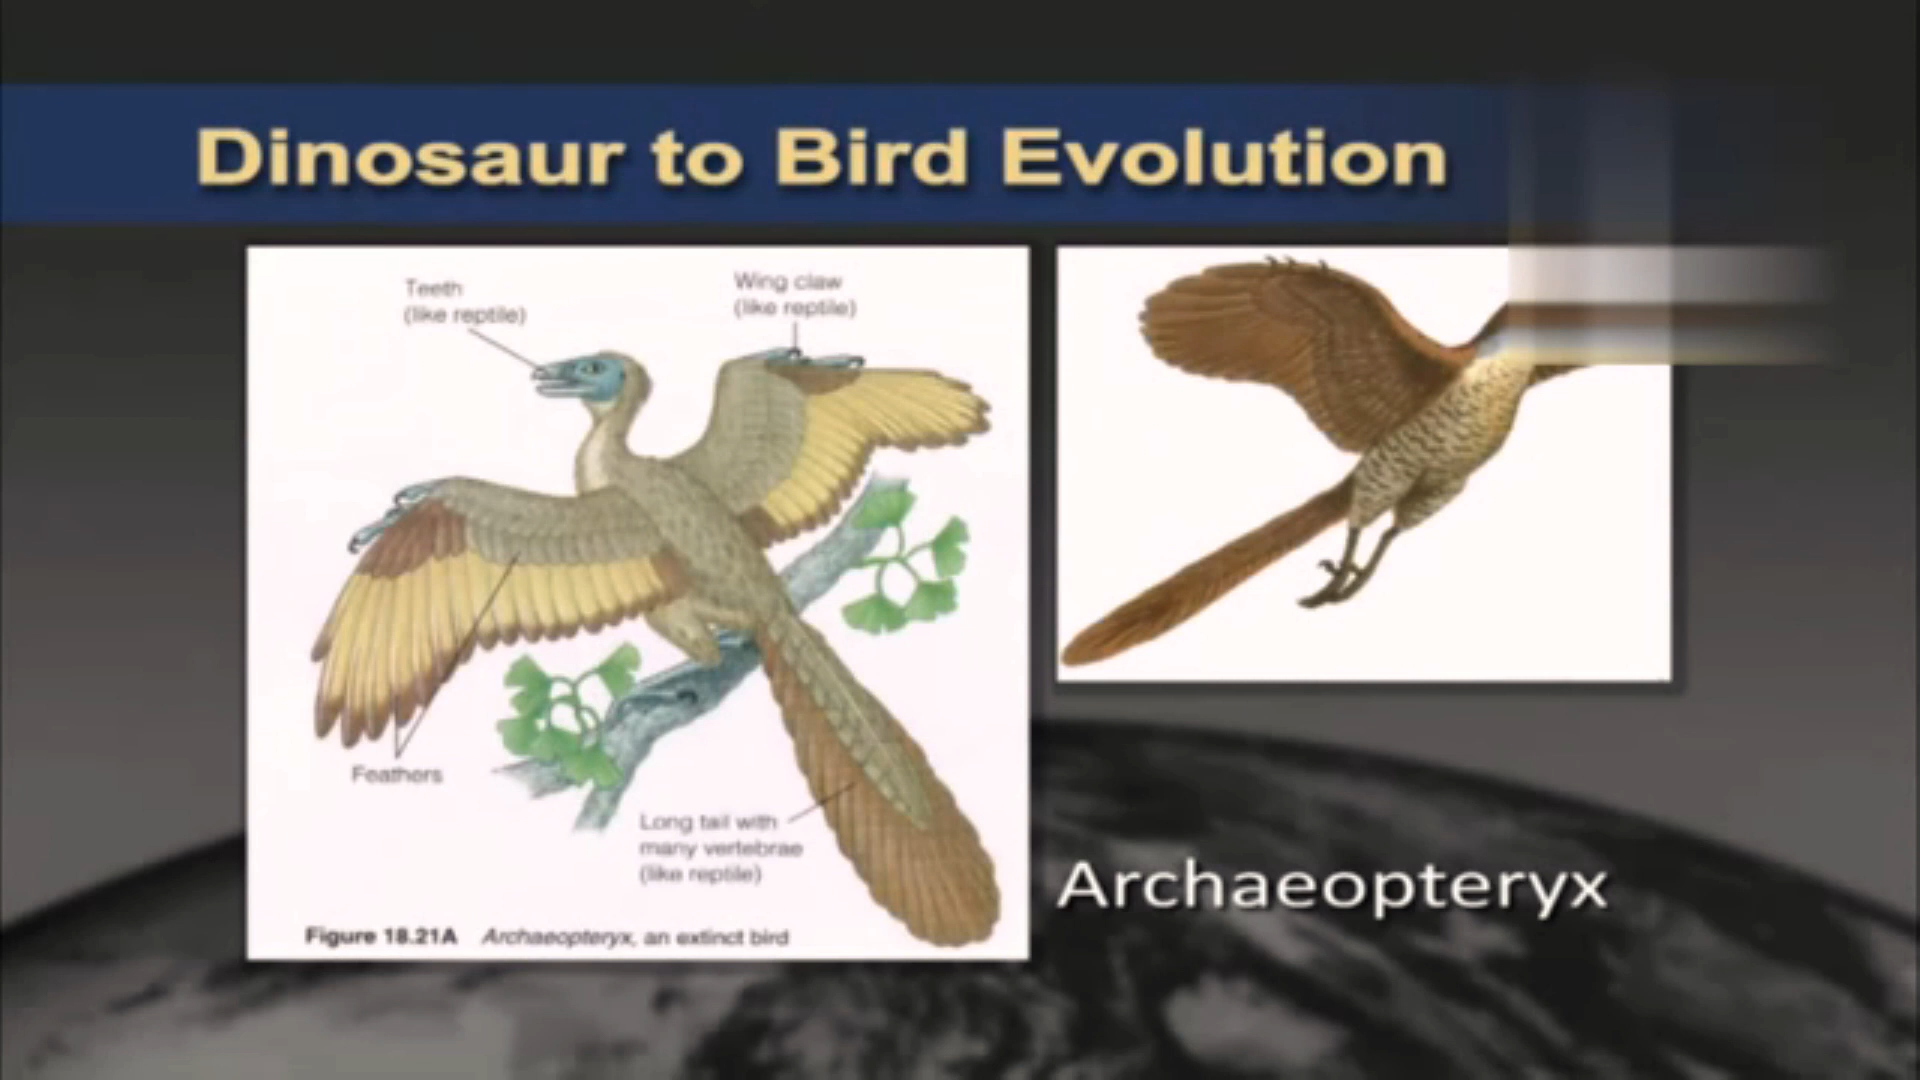 Dinosaur to Bird Evolution
Teeth
(like reptile)
Wing claw
(like reptile)
Feathers
Long tail with
many vertebrae
(like reptile)
Figure 18.21A Archaeopteryx, an extinct bird
Archaeopteryx